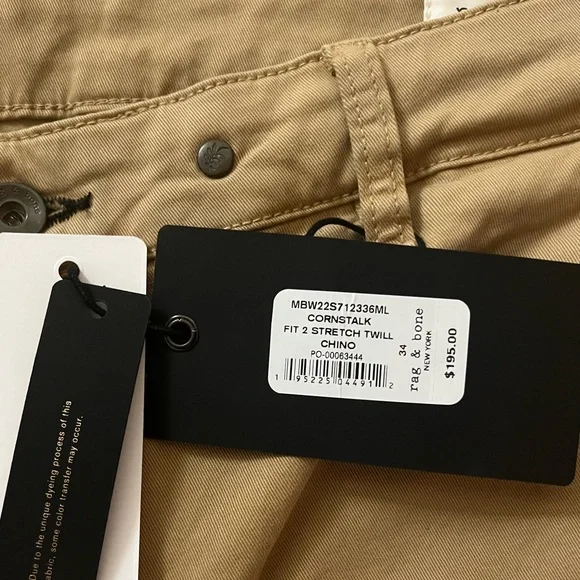 MBW22S712336ML
CORNSTALK
FIT 2 STRETCH TWILL
CHINO
PO-00063444
1 95225 04491 2
34
rag & bone
NEW YORK
$195.00
Due to the unique dyeing process of this
fabric, some color transfer may occur.